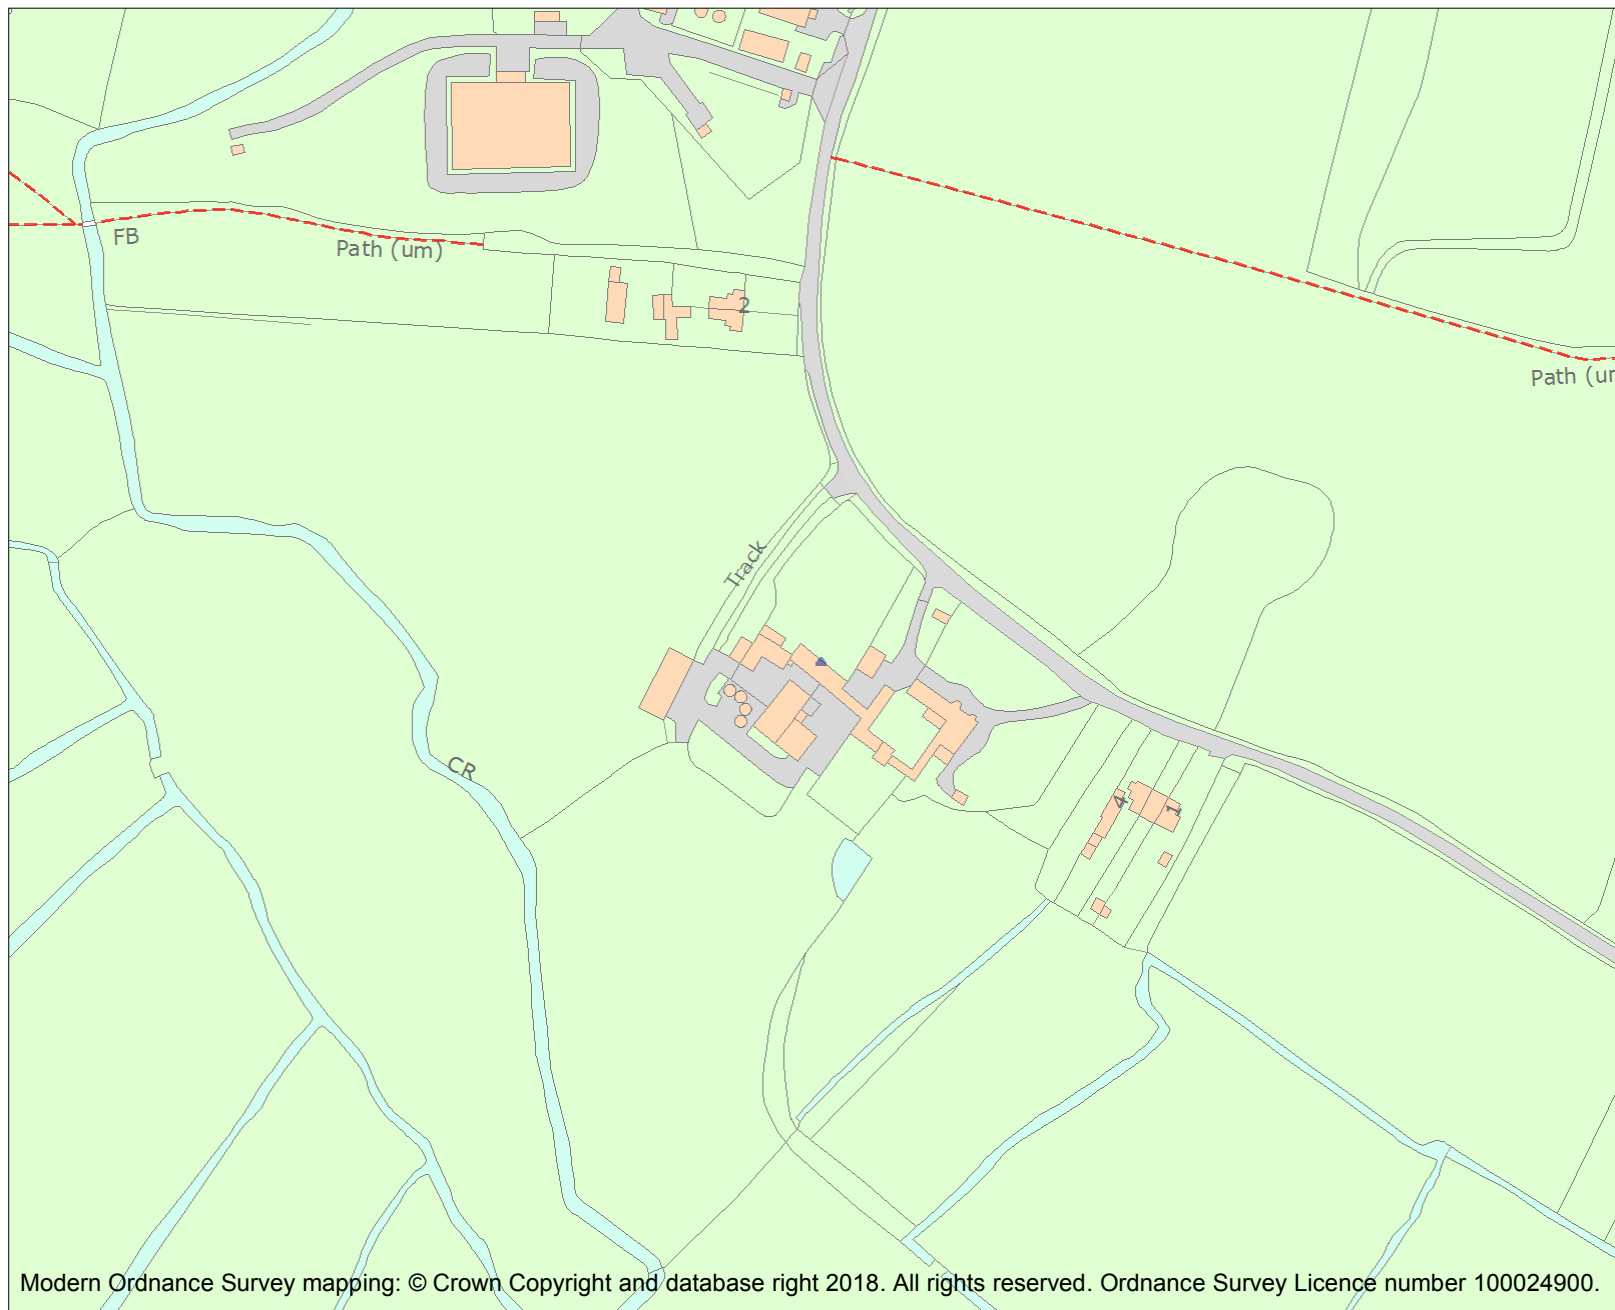 FB
Path (um)
2
Path (ur
Track
CR
4
1
Modern Ordnance Survey mapping: © Crown Copyright and database right 2018. All rights reserved. Ordnance Survey Licence number 100024900.